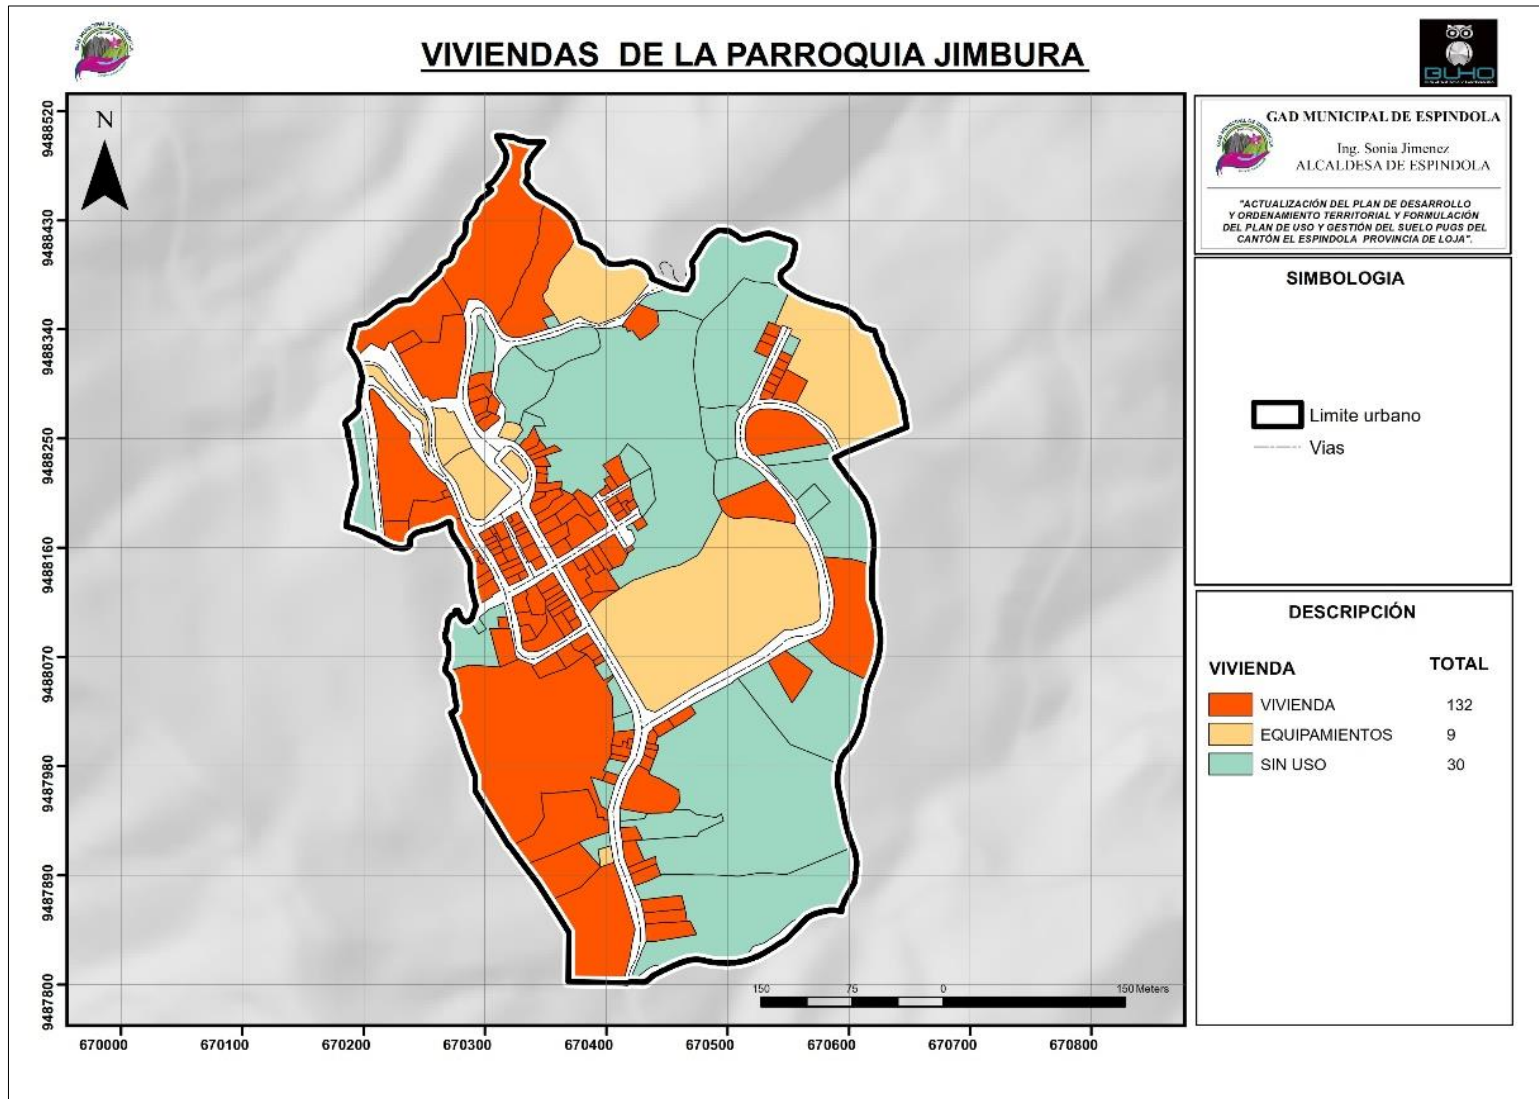 VIVIENDAS DE LA PARROQUIA JIMBURA
BUHO
GAD MUNICIPAL DE ESPINDOLA
Ing. Sonia Jimenez
ALCALDESA DE ESPINDOLA
"ACTUALIZACIÓN DEL PLAN DE DESARROLLO
Y ORDENAMIENTO TERRITORIAL Y FORMULACIÓN
DEL PLAN DE USO Y GESTIÓN DEL SUELO PUGS DEL
CANTÓN EL ESPINDOLA PROVINCIA DE LOJA".
SIMBOLOGIA
Limite urbano
Vias
DESCRIPCIÓN
VIVIENDA TOTAL
VIVIENDA 132
EQUIPAMIENTOS 9
SIN USO 30
N
9488520
9488430
9488340
9488250
9488160
9488070
9487980
9487890
9487800
150 75 0 150 Meters
670000 670100 670200 670300 670400 670500 670600 670700 670800